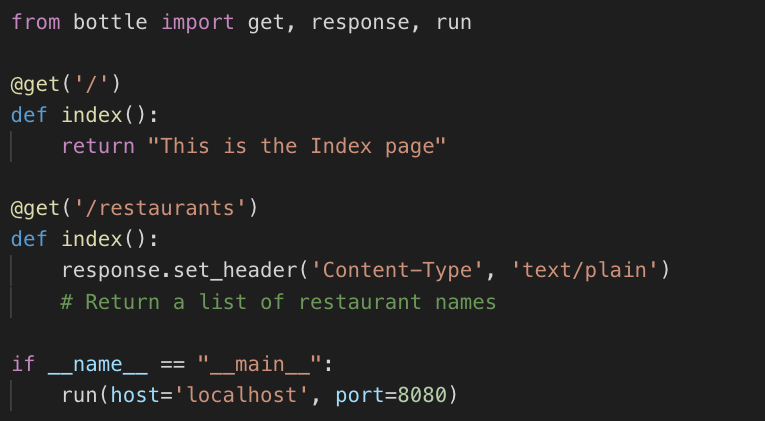 from bottle import get, response, run
@get('/')
def index():
    return "This is the Index page"
@get('/restaurants')
def index():
    response.set_header('Content-Type', 'text/plain')
    # Return a list of restaurant names
if __name__ == "__main__":
    run(host='localhost', port=8080)